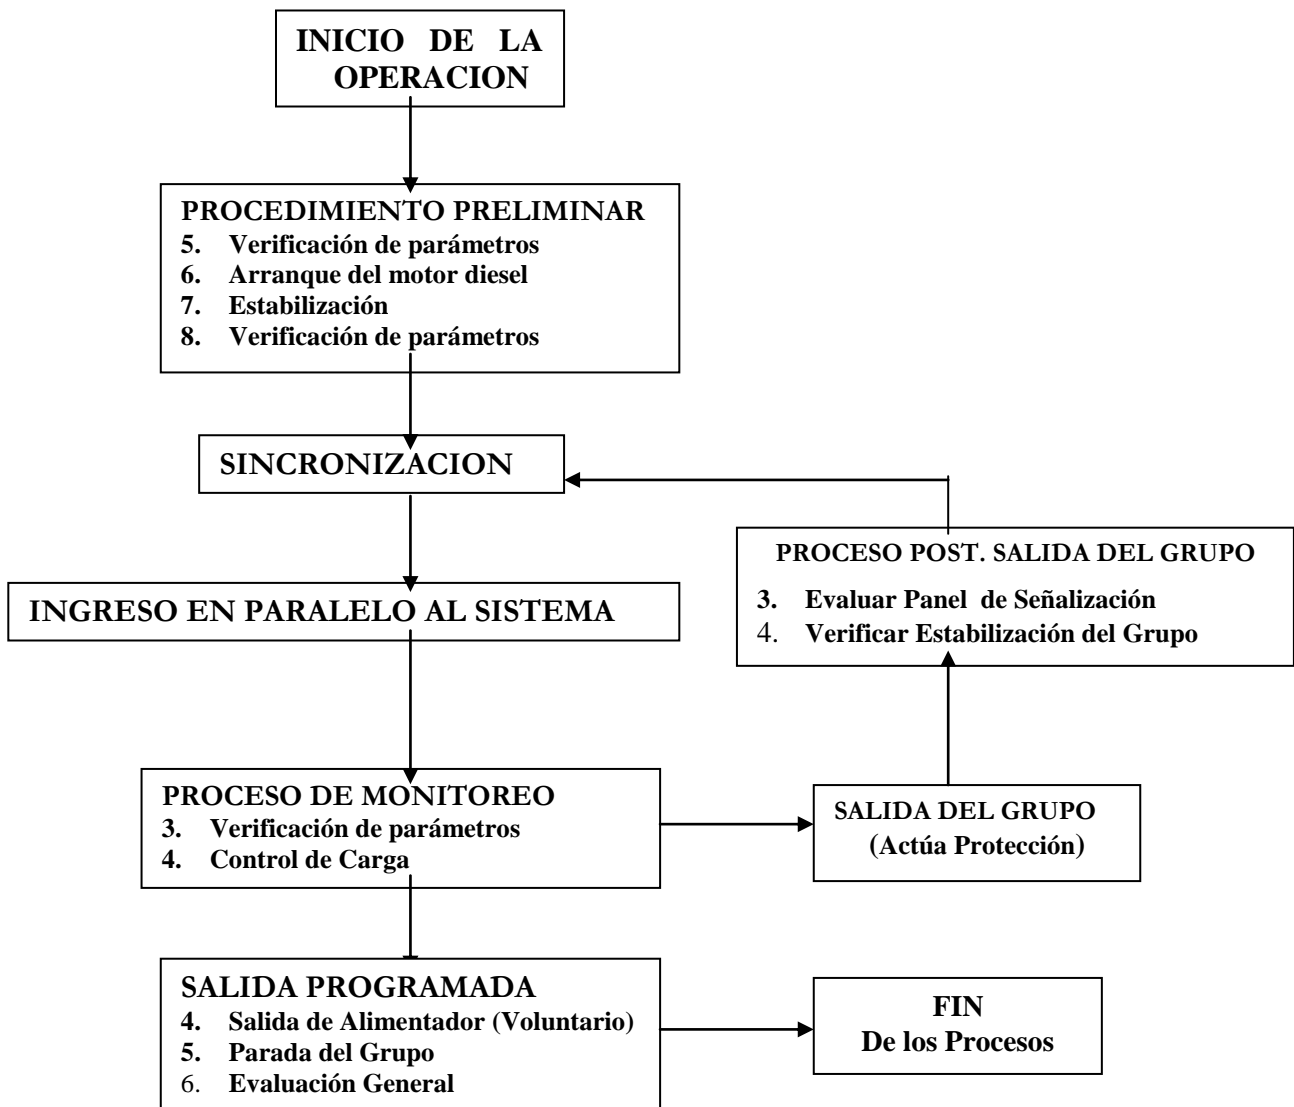 INICIO DE LA
OPERACION
PROCEDIMIENTO PRELIMINAR
5. Verificación de parámetros
6. Arranque del motor diesel
7. Estabilización
8. Verificación de parámetros
SINCRONIZACION
PROCESO POST. SALIDA DEL GRUPO
3. Evaluar Panel de Señalización
4. Verificar Estabilización del Grupo
INGRESO EN PARALELO AL SISTEMA
PROCESO DE MONITOREO
3. Verificación de parámetros
4. Control de Carga
SALIDA DEL GRUPO
(Actúa Protección)
SALIDA PROGRAMADA
4. Salida de Alimentador (Voluntario)
5. Parada del Grupo
6. Evaluación General
FIN
De los Procesos